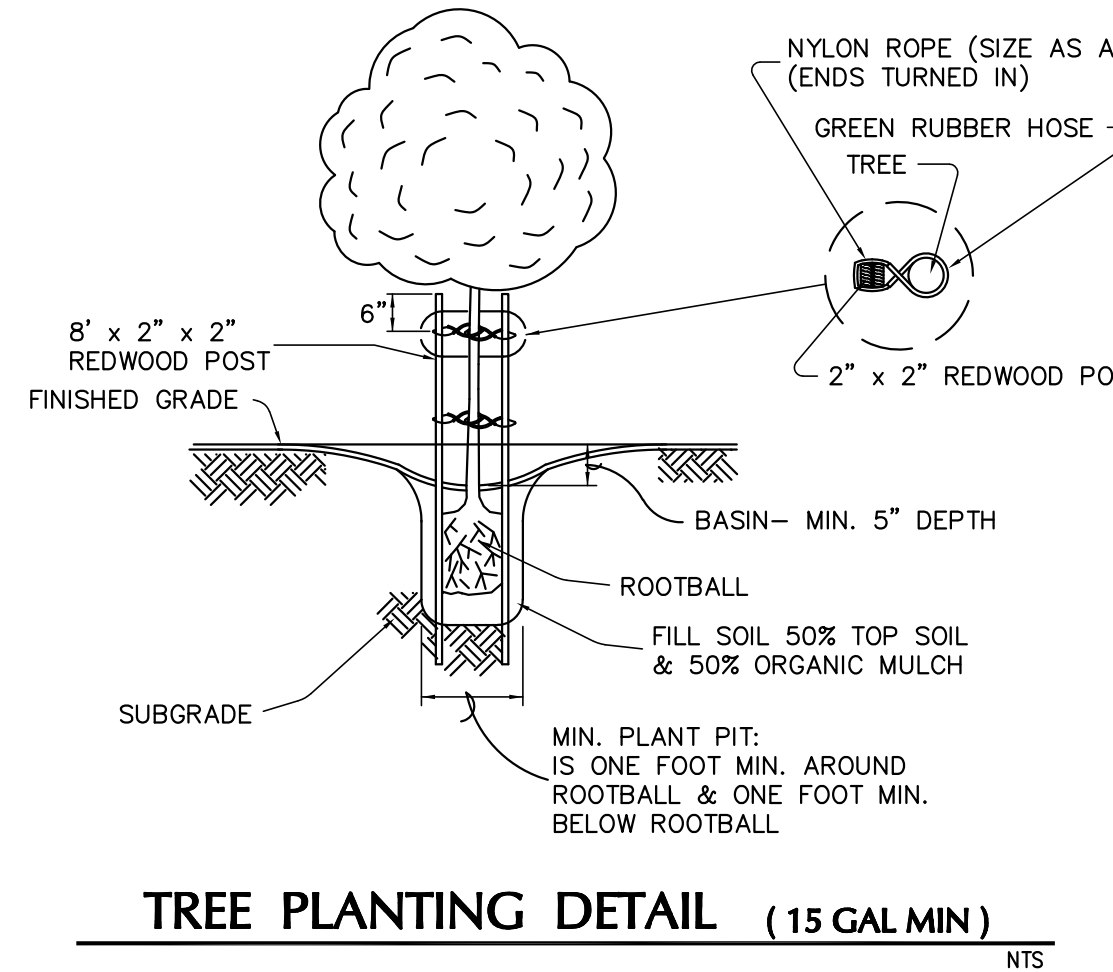 NYLON ROPE (SIZE AS
(ENDS TURNED IN)
GREEN RUBBER HOSE
TREE
6"
8' x 2" x 2"
REDWOOD POST
2" x 2" REDWOOD
FINISHED GRADE
BASIN– MIN. 5" DEPTH
ROOTBALL
FILL SOIL 50% TOP SOIL
& 50% ORGANIC MULCH
SUBGRADE
MIN. PLANT PIT:
IS ONE FOOT MIN. AROUND
ROOTBALL & ONE FOOT MIN.
BELOW ROOTBALL
TREE PLANTING DETAIL (15 GAL MIN)
NTS